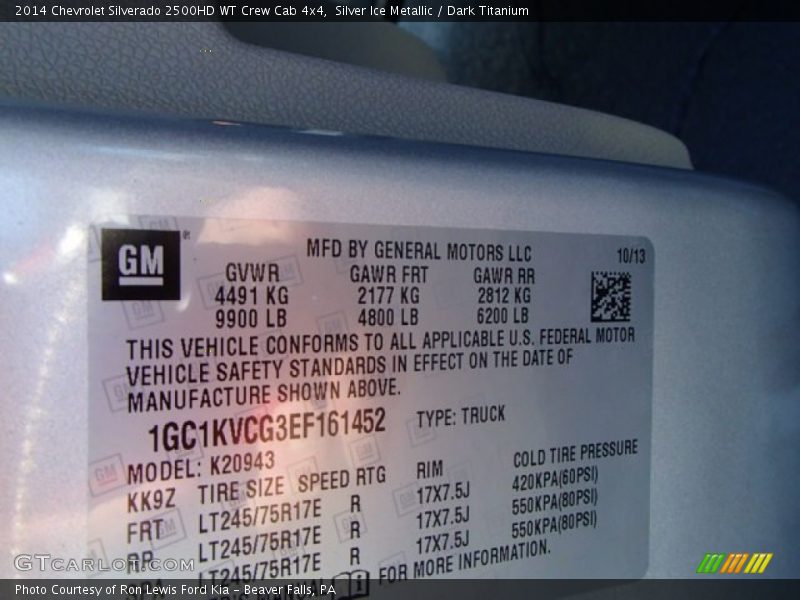 2014 Chevrolet Silverado 2500HD WT Crew Cab 4x4, Silver Ice Metallic / Dark Titanium
GM
MFD BY GENERAL MOTORS LLC 10/13
GVWR GAWR FRT GAWR RR
4491 KG 2177 KG 2812 KG
9900 LB 4800 LB 6200 LB
THIS VEHICLE CONFORMS TO ALL APPLICABLE U.S. FEDERAL MOTOR
VEHICLE SAFETY STANDARDS IN EFFECT ON THE DATE OF
MANUFACTURE SHOWN ABOVE.
1GC1KVCG3EF161452 TYPE: TRUCK
MODEL: K20943
KK9Z TIRE SIZE SPEED RTG RIM COLD TIRE PRESSURE
FRT LT245/75R17E R 17X7.5J 420KPA(60PSI)
RR LT245/75R17E R 17X7.5J 550KPA(80PSI)
LT245/75R17E R 17X7.5J 550KPA(80PSI)
MANUAL i FOR MORE INFORMATION.
GTCarlot.com
Photo Courtesy of Ron Lewis Ford Kia - Beaver Falls, PA